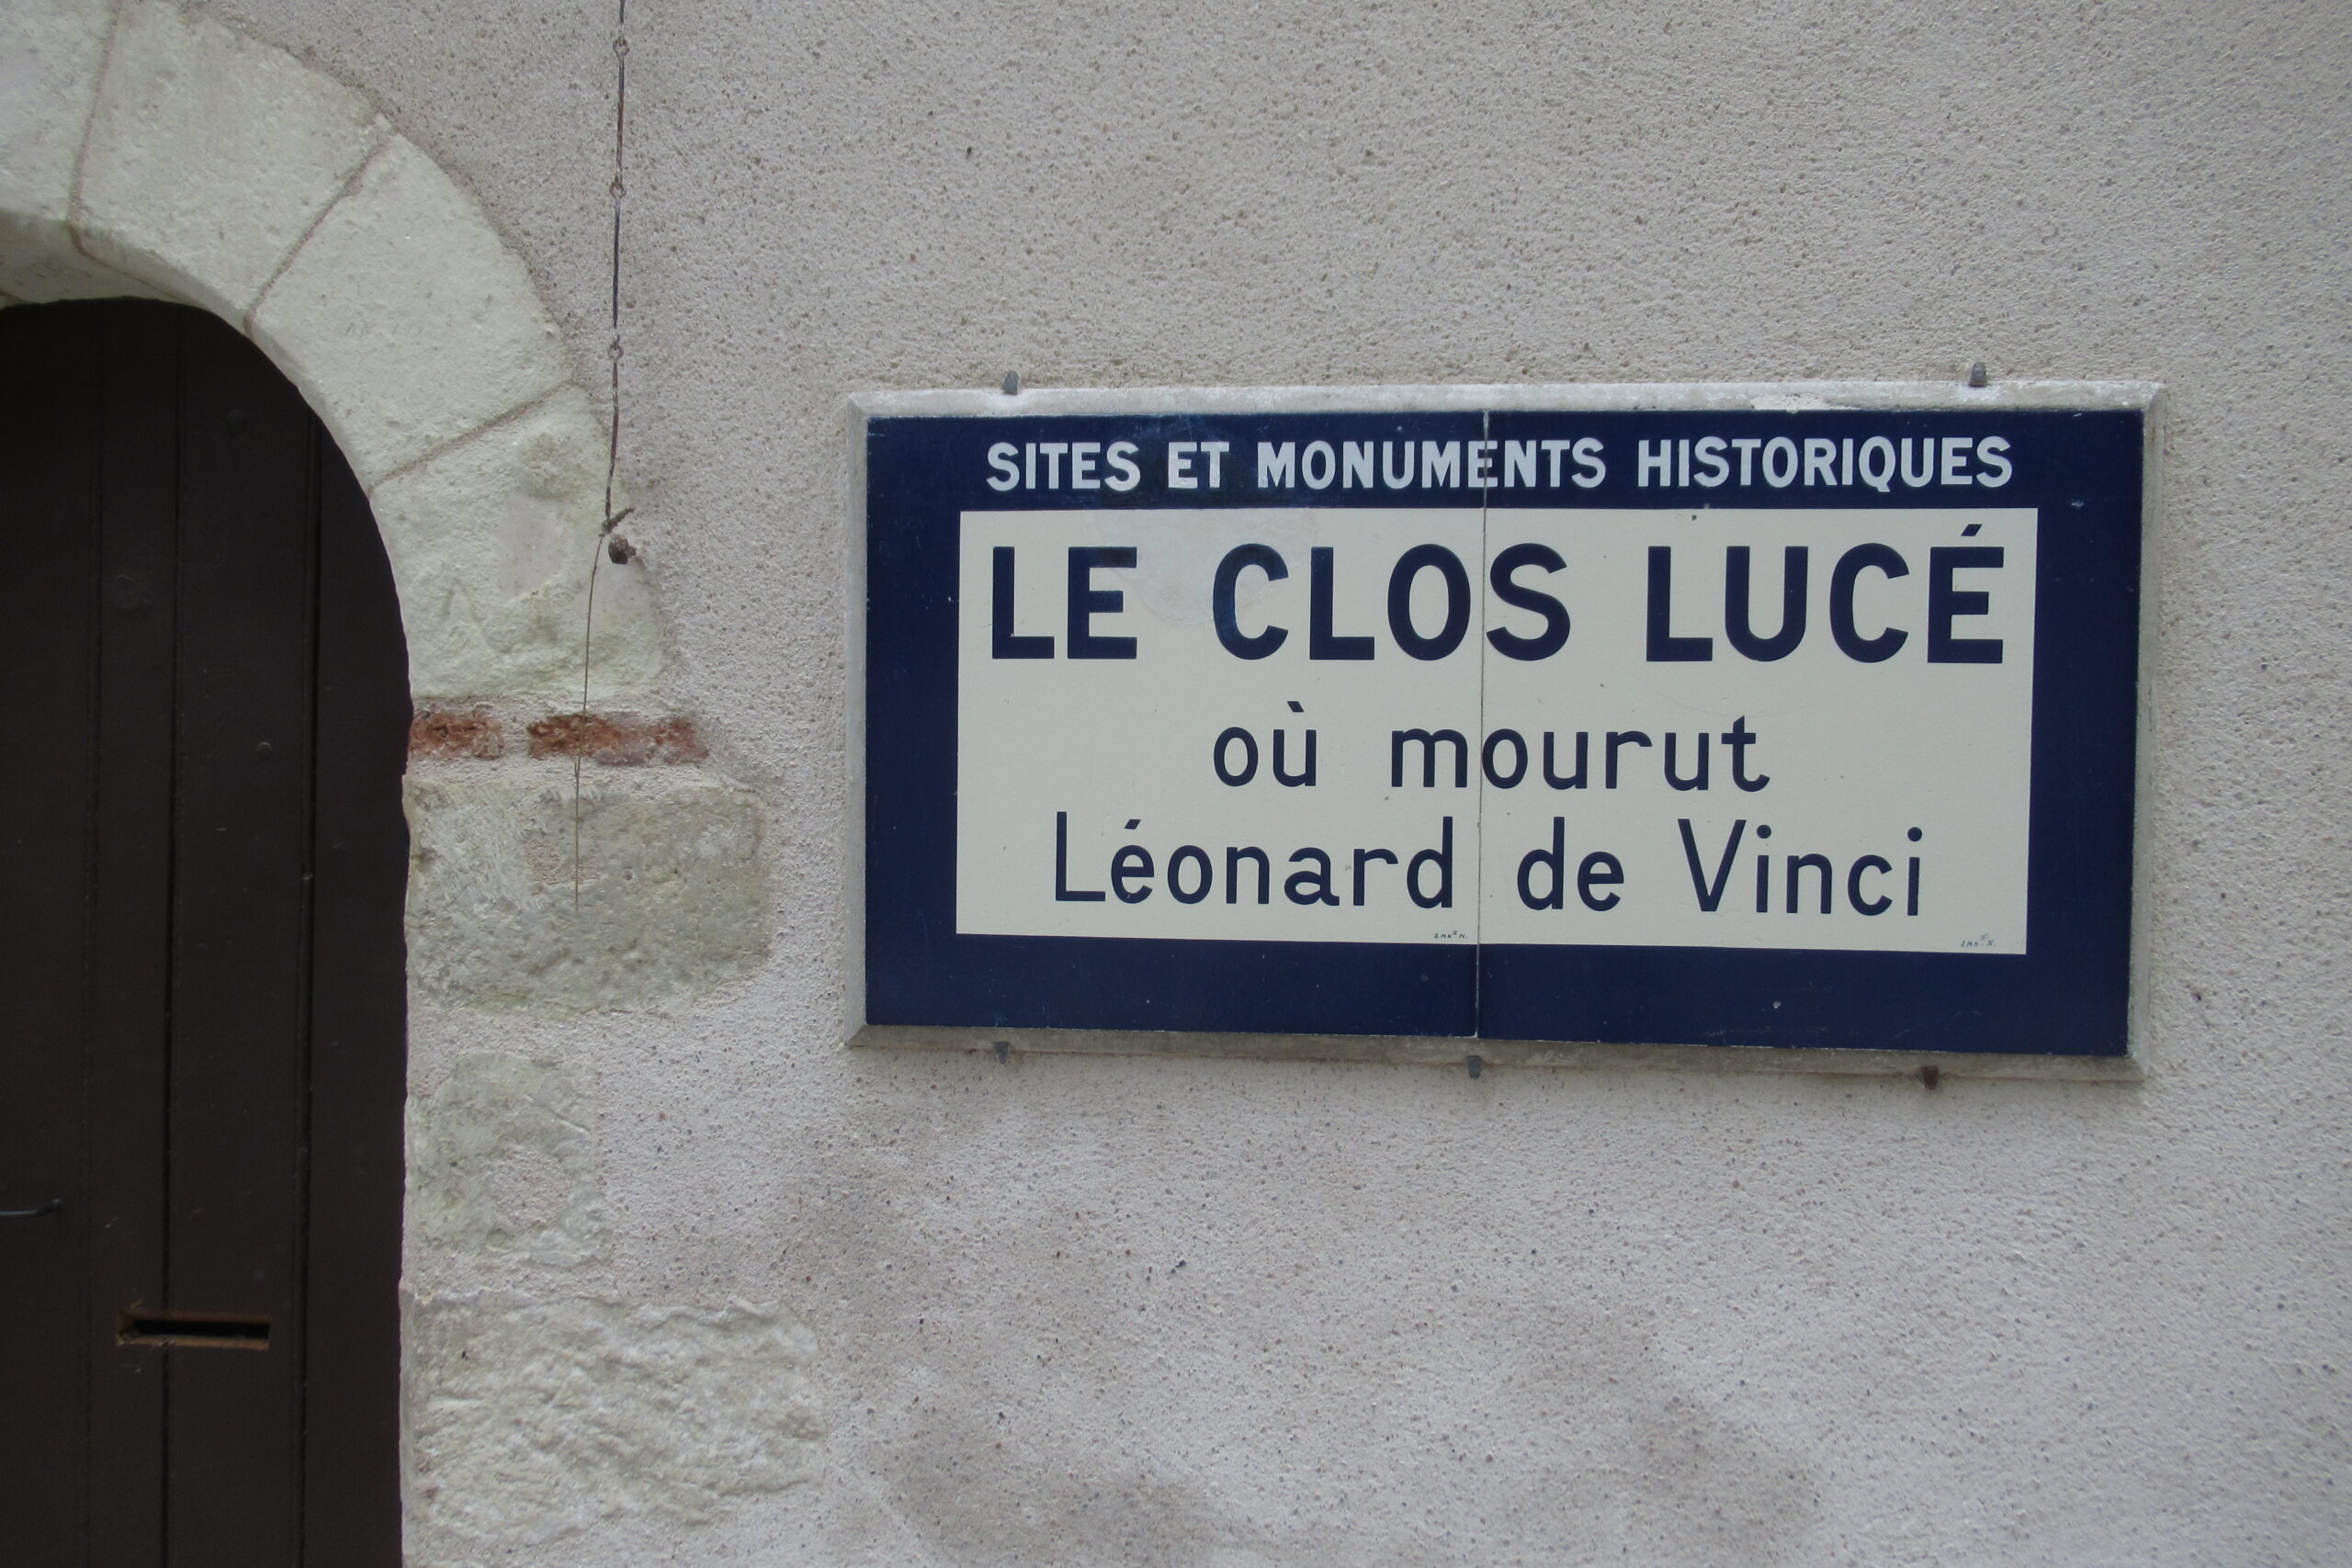 SITES ET MONUMENTS HISTORIQUES
LE CLOS LUCÉ
où mourut
Léonard de Vinci